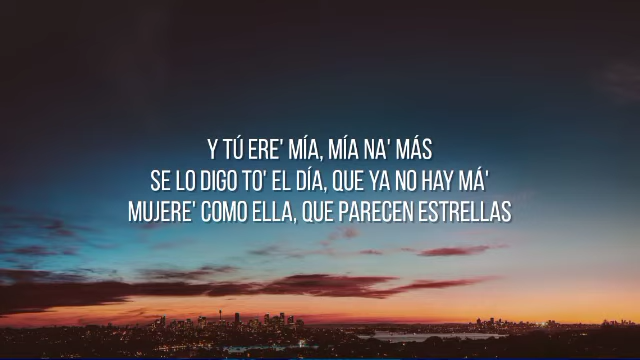 Y TÚ ERE' MÍA, MÍA NA' MÁS
SE LO DIGO TO' EL DÍA, QUE YA NO HAY MÁ'
MUJERE' COMO ELLA, QUE PARECEN ESTRELLAS